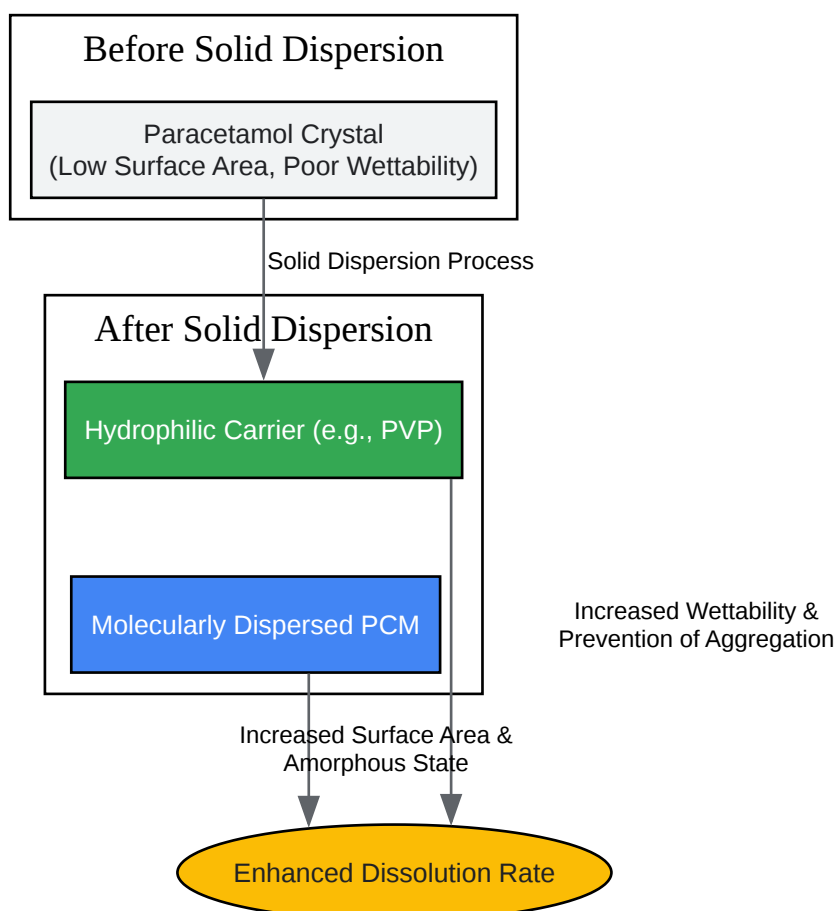 Before Solid Dispersion
Paracetamol Crystal
(Low Surface Area, Poor Wettability)
Solid Dispersion Process
After Solid Dispersion
Hydrophilic Carrier (e.g., PVP)
Molecularly Dispersed PCM
Increased Wettability &
Prevention of Aggregation
Increased Surface Area &
Amorphous State
Enhanced Dissolution Rate